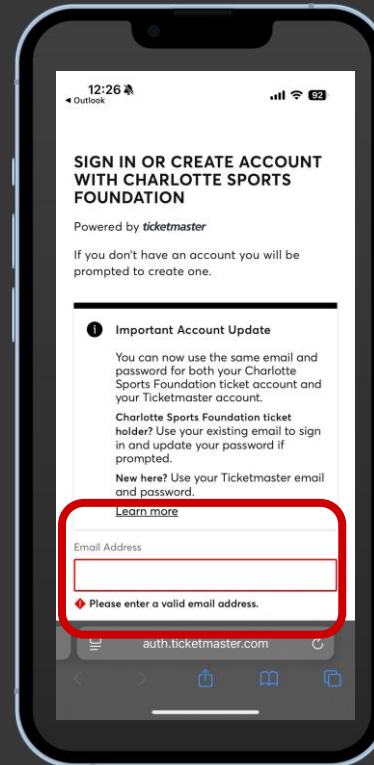 12:26
92
Outlook
SIGN IN OR CREATE ACCOUNT
WITH CHARLOTTE SPORTS
FOUNDATION
Powered by ticketmaster
If you don't have an account you will be
prompted to create one.
Important Account Update
You can now use the same email and
password for both your Charlotte
Sports Foundation ticket account and
your Ticketmaster account.
Charlotte Sports Foundation ticket
holder? Use your existing email to sign
in and update your password if
prompted.
New here? Use your Ticketmaster email
and password.
Learn more
Email Address
Please enter a valid email address.
auth.ticketmaster.com